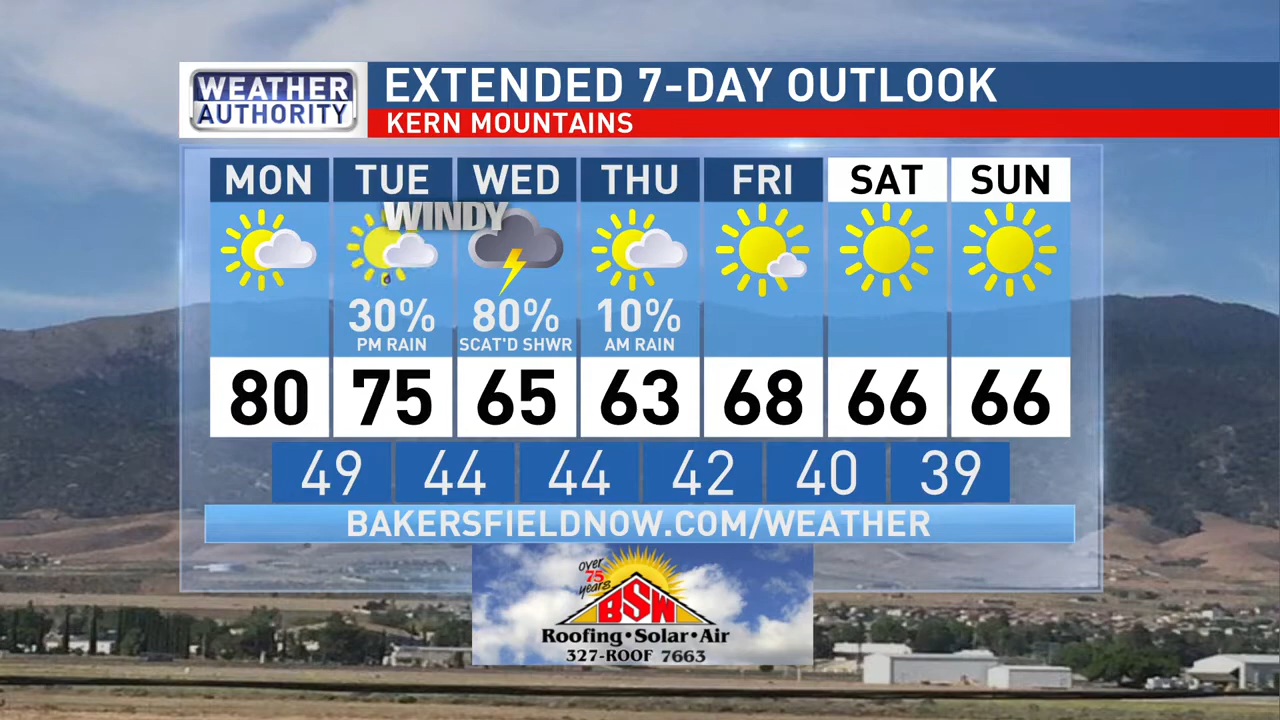 WEATHER
AUTHORITY
EXTENDED 7-DAY OUTLOOK
KERN MOUNTAINS
MON TUE WED THU FRI SAT SUN
WINDY
30% 80% 10%
PM RAIN SCAT'D SHWR AM RAIN
80 75 65 63 68 66 66
49 44 44 42 40 39
BAKERSFIELDNOW.COM/WEATHER
over
75
years
BSW
Roofing•Solar•Air
327-ROOF 7663